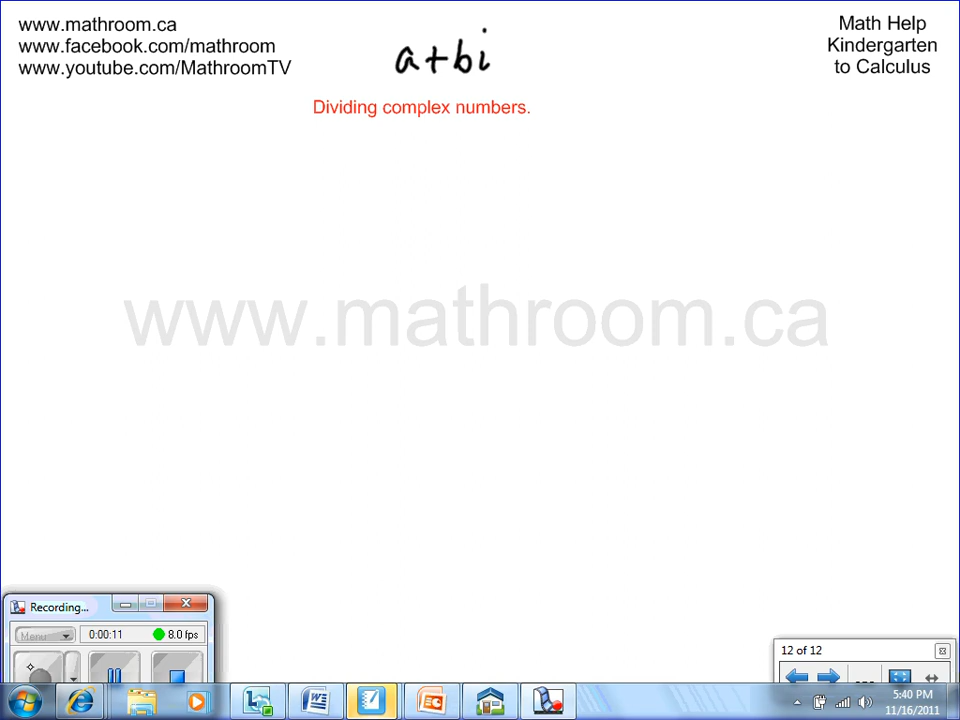 www.mathroom.ca
www.facebook.com/mathroom
www.youtube.com/MathroomTV
a+bi
Math Help
Kindergarten
to Calculus
Dividing complex numbers.
www.mathroom.ca
Recording...
Menu
0:00:11
8.0 fps
12 of 12
5:40 PM
11/16/2011